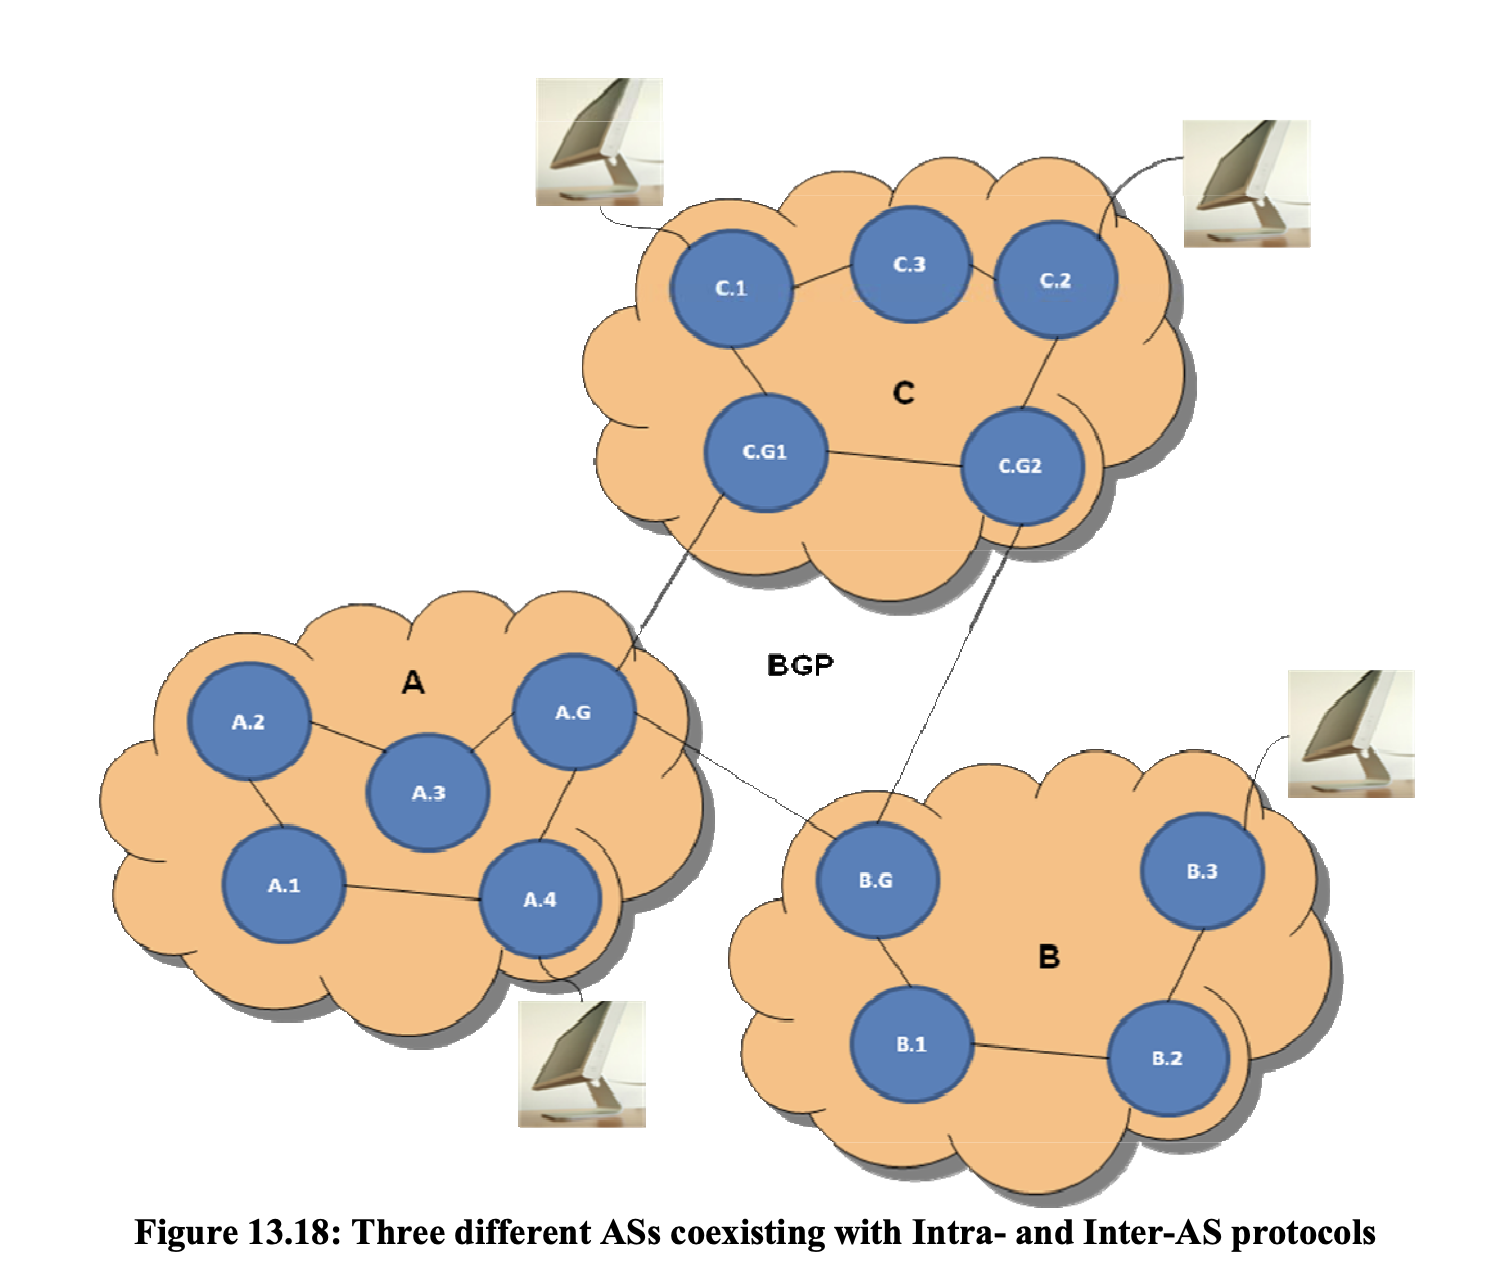 C.3
C.2
C.1
C
C.G1
C.G2
BGP
A
A.G
A.2
A.3
B.3
B.G
A.1
A.4
B
B.1
B.2
Figure 13.18: Three different ASs coexisting with Intra- and Inter-AS protocols